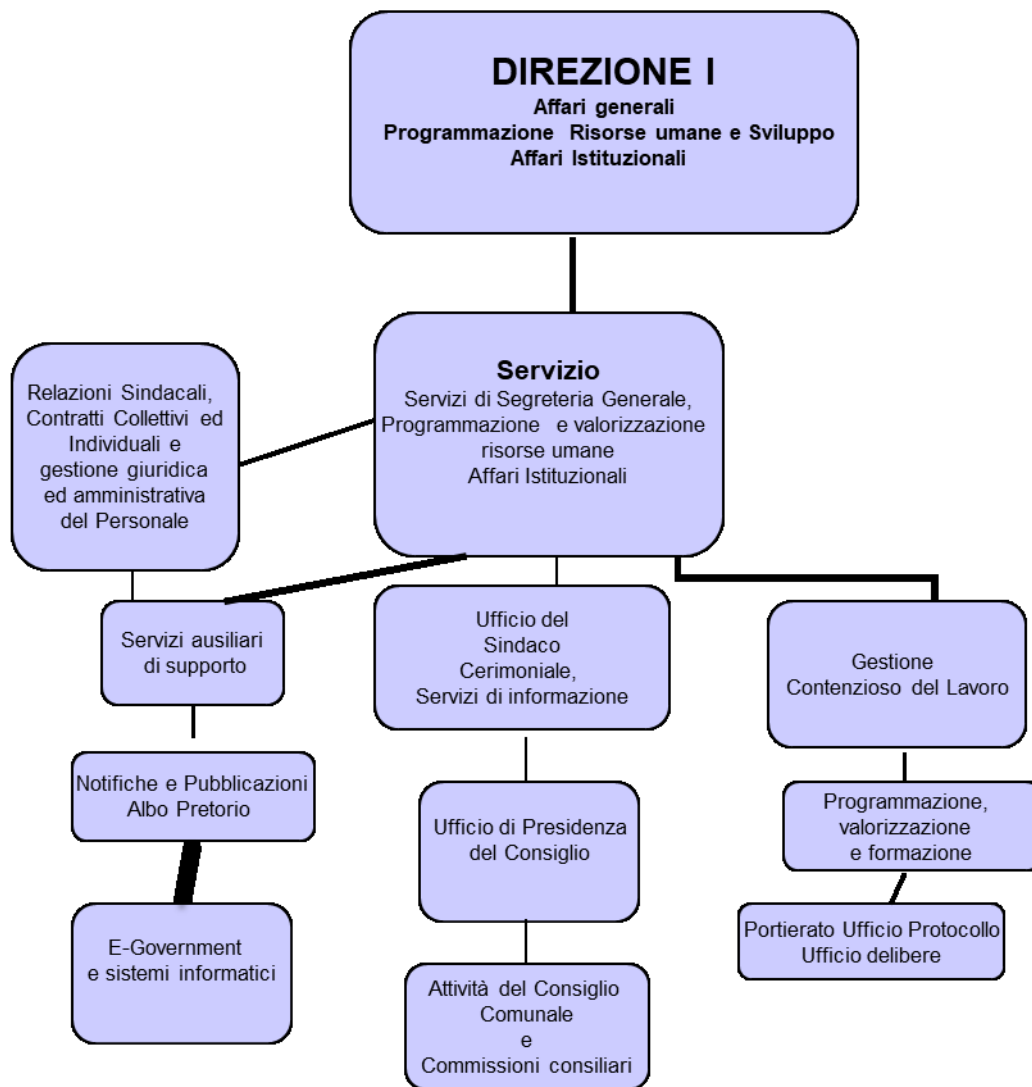 DIREZIONE I
Affari generali
Programmazione Risorse umane e Sviluppo
Affari Istituzionali
Servizio
Servizi di Segreteria Generale,
Programmazione e valorizzazione
risorse umane
Affari Istituzionali
Relazioni Sindacali,
Contratti Collettivi ed
Individuali e
gestione giuridica
ed amministrativa
del Personale
Servizi ausiliari
di supporto
Ufficio del
Sindaco
Cerimoniale,
Servizi di informazione
Gestione
Contenzioso del Lavoro
Notifiche e Pubblicazioni
Albo Pretorio
Ufficio di Presidenza
del Consiglio
Programmazione,
valorizzazione
e formazione
E-Government
e sistemi informatici
Attività del Consiglio
Comunale
e
Commissioni consiliari
Portierato Ufficio Protocollo
Ufficio delibere